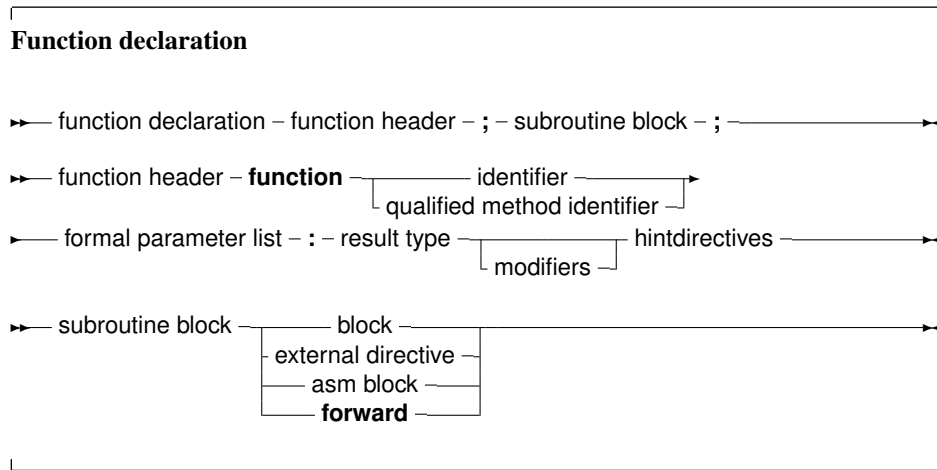 Function declaration
function declaration – function header – ; – subroutine block – ;
function header – function identifier
qualified method identifier
formal parameter list – : – result type hintdirectives
modifiers
subroutine block block
external directive
asm block
forward